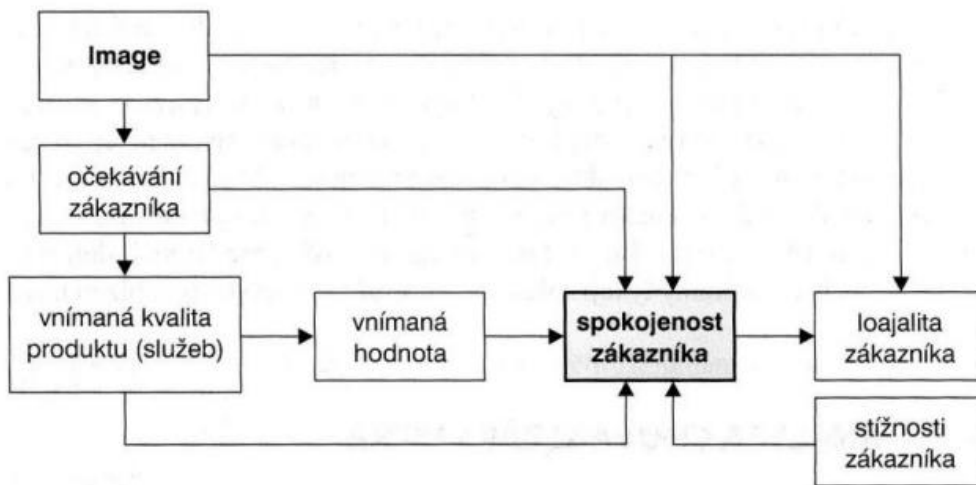 Image
očekávání
zákazníka
vnímaná kvalita
produktu (služeb)
vnímaná
hodnota
spokojenost
zákazníka
loajalita
zákazníka
stížnosti
zákazníka